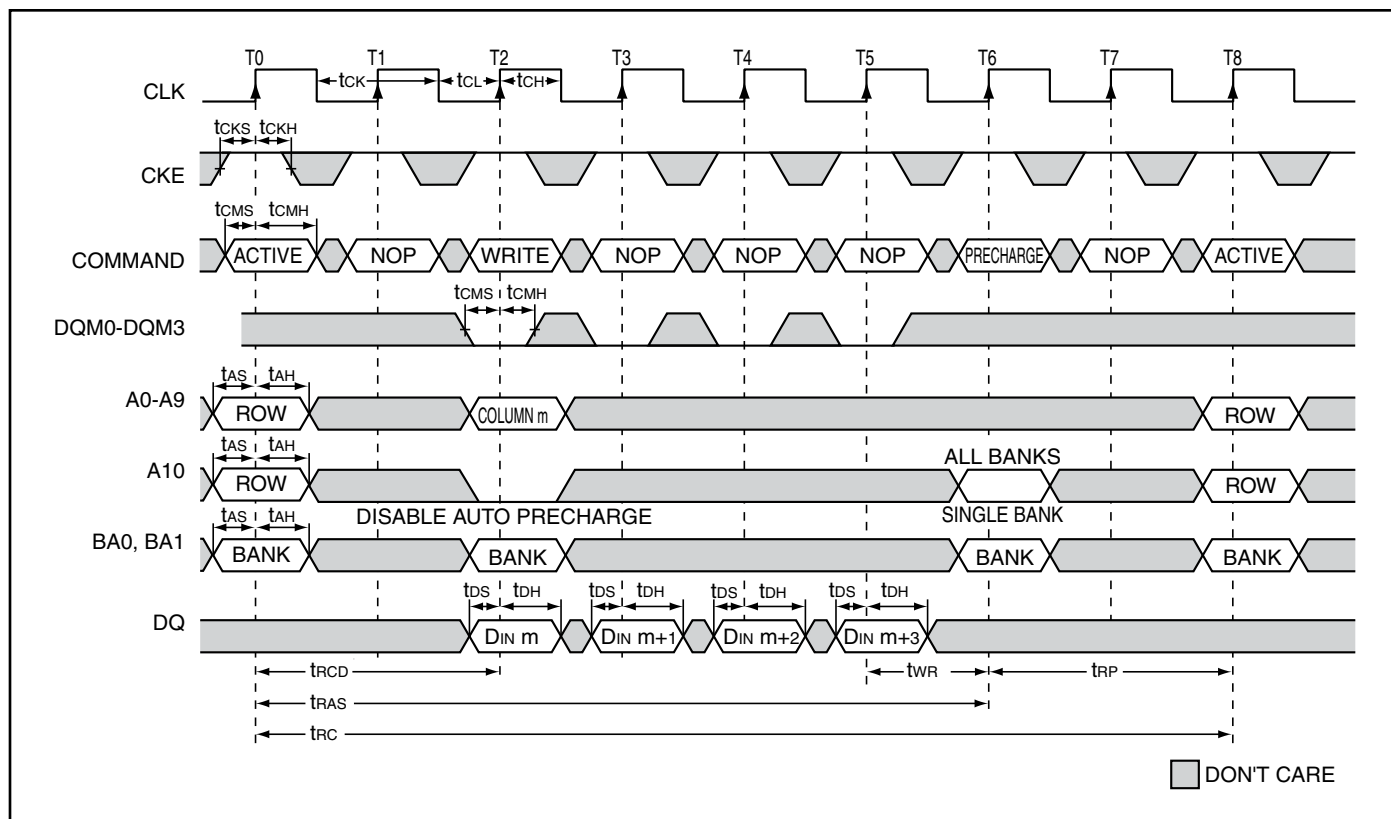 T0 T1 T2 T3 T4 T5 T6 T7 T8
tCK tCL tCH
CLK
tCKS tCKH
CKE
tCMS tCMH
COMMAND ACTIVE NOP WRITE NOP NOP NOP PRECHARGE NOP ACTIVE
tCMS tCMH
DQM0-DQM3
tAS tAH
A0-A9 ROW COLUMN m ROW
tAS tAH ALL BANKS
A10 ROW ROW
DISABLE AUTO PRECHARGE SINGLE BANK
tAS tAH
BA0, BA1 BANK BANK BANK BANK
tDS tDH tDS tDH tDS tDH tDS tDH
DQ DIN m DIN m+1 DIN m+2 DIN m+3
tRCD tWR tRP
tRAS
tRC
DON'T CARE